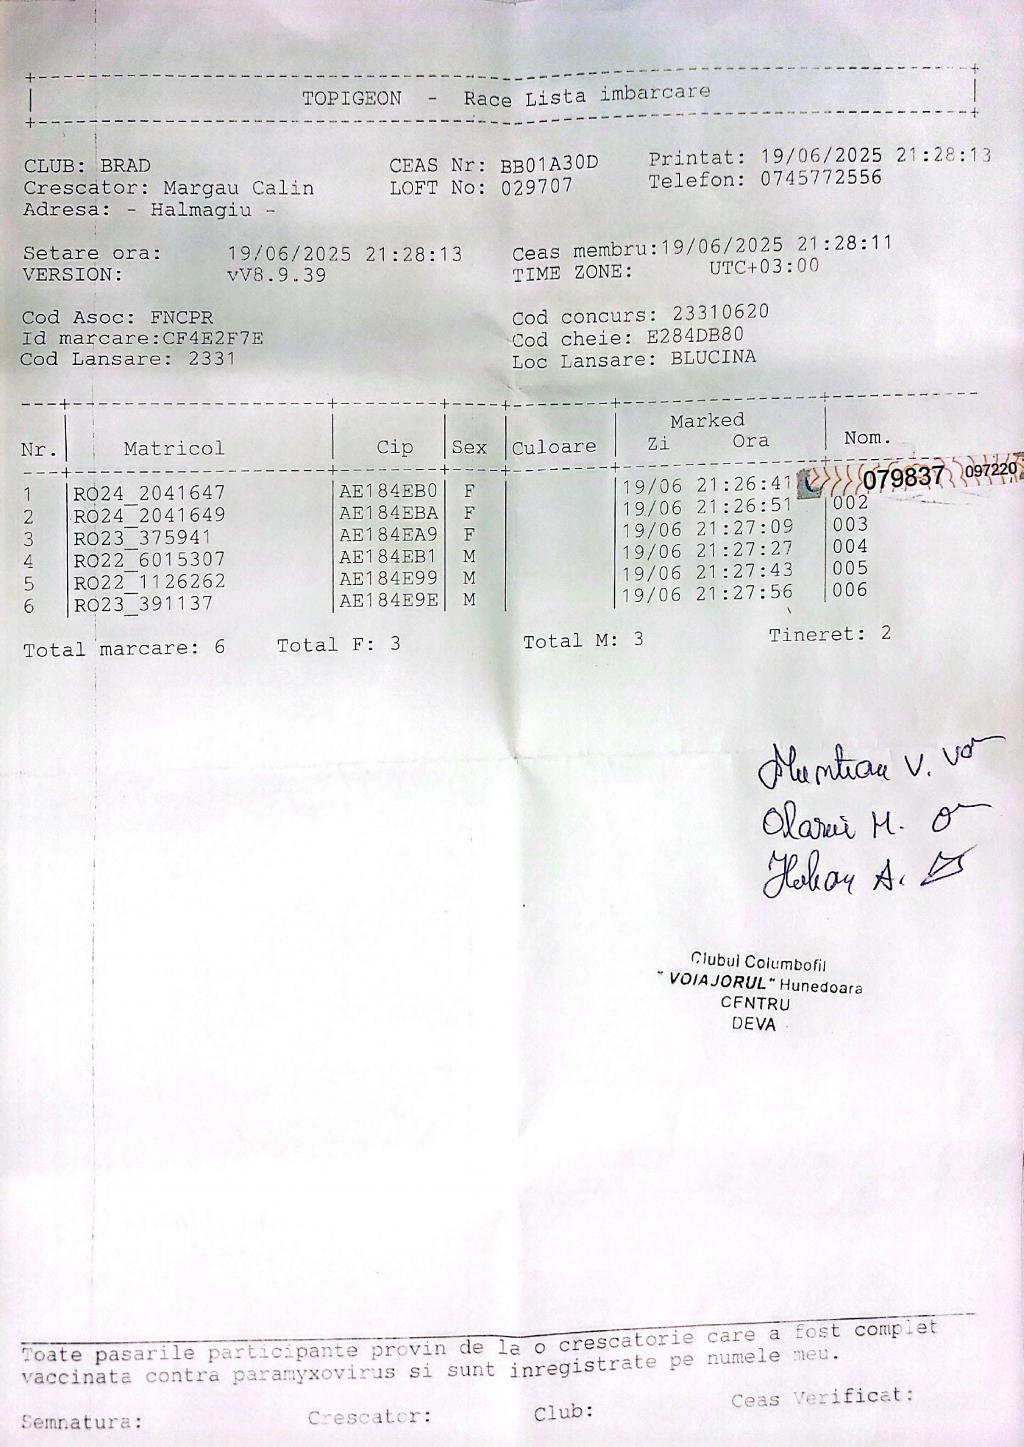 TOPIGEON - Race Lista imbarcare
CLUB: BRAD CEAS Nr: BB01A30D Printat: 19/06/2025 21:28:13
Crescator: Margau Calin LOFT No: 029707 Telefon: 0745772556
Adresa: - Halmagiu -
Setare ora: 19/06/2025 21:28:13 Ceas membru:19/06/2025 21:28:11
VERSION: vV8.9.39 TIME ZONE: UTC+03:00
Cod Asoc: FNCPR Cod concurs: 23310620
Id marcare:CF4E2F7E Cod cheie: E284DB80
Cod Lansare: 2331 Loc Lansare: BLUCINA
Marked
Nr. Matricol Cip Sex Culoare Zi Ora Nom.
1 RO24_2041647 AE184EB0 F 19/06 21:26:41 079837 097220
2 RO24_2041649 AE184EBA F 19/06 21:26:51 002
3 RO23_375941 AE184EA9 F 19/06 21:27:09 003
4 RO22_6015307 AE184EB1 M 19/06 21:27:27 004
5 RO22_1126262 AE184E99 M 19/06 21:27:43 005
6 RO23_391137 AE184E9E M 19/06 21:27:56 006
Total marcare: 6 Total F: 3 Total M: 3 Tineret: 2
Muntean V.
M.
A.
Clubul Columbofil
"VOIAJORUL" Hunedoara
CENTRU
DEVA
Toate pasarile participante provin de la o crescatorie care a fost complet
vaccinata contra paramyxovirus si sunt inregistrate pe numele meu.
Semnatura: Crescator: Club: Ceas Verificat: